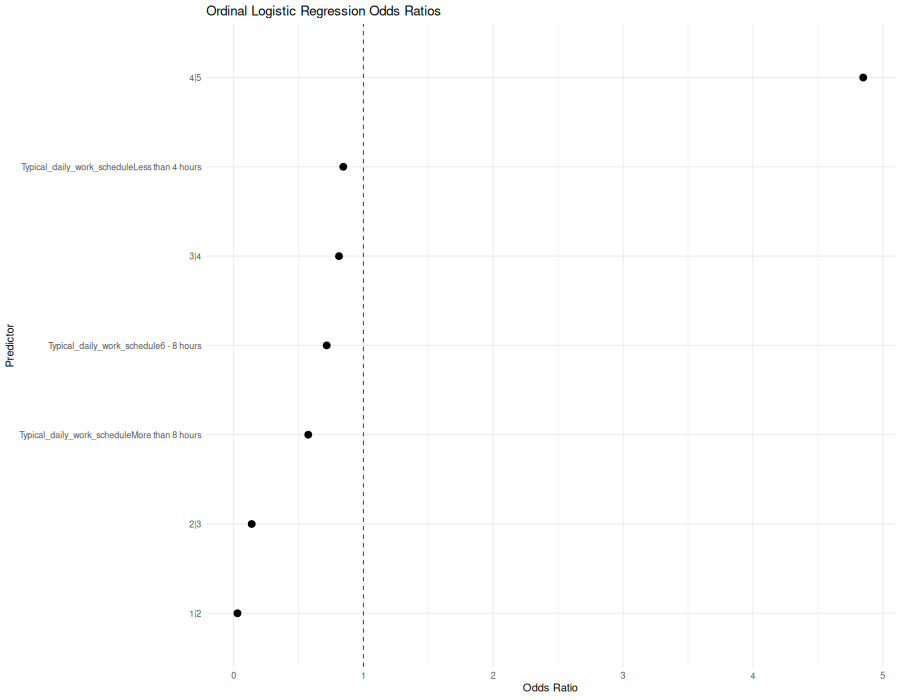 Ordinal Logistic Regression Odds Ratios
4|5
Typical_daily_work_scheduleLess than 4 hours
3|4
Typical_daily_work_schedule6 - 8 hours
Typical_daily_work_scheduleMore than 8 hours
2|3
1|2
Predictor
0 1 2 3 4 5
Odds Ratio